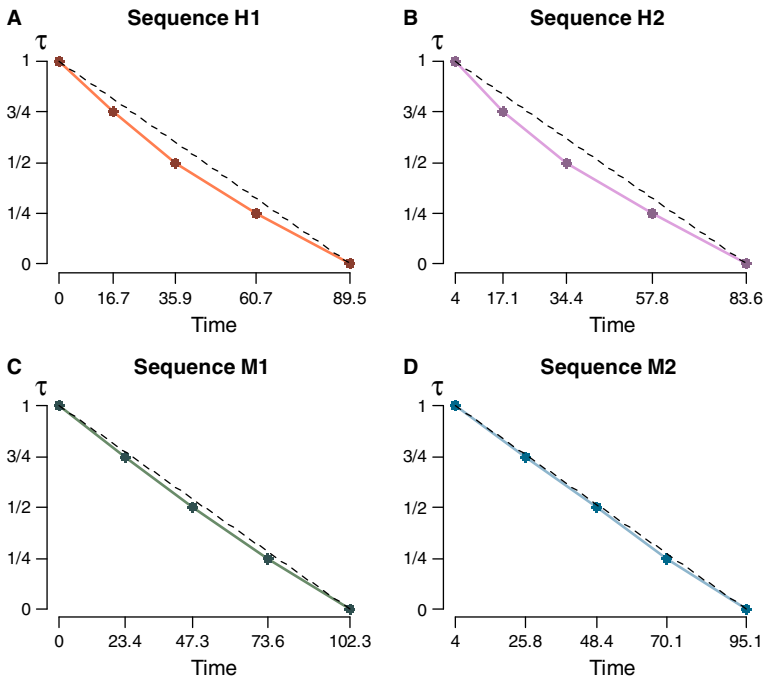 A Sequence H1
τ
1
3/4
1/2
1/4
0
0 16.7 35.9 60.7 89.5
Time
B Sequence H2
τ
1
3/4
1/2
1/4
0
4 17.1 34.4 57.8 83.6
Time
C Sequence M1
τ
1
3/4
1/2
1/4
0
0 23.4 47.3 73.6 102.3
Time
D Sequence M2
τ
1
3/4
1/2
1/4
0
4 25.8 48.4 70.1 95.1
Time